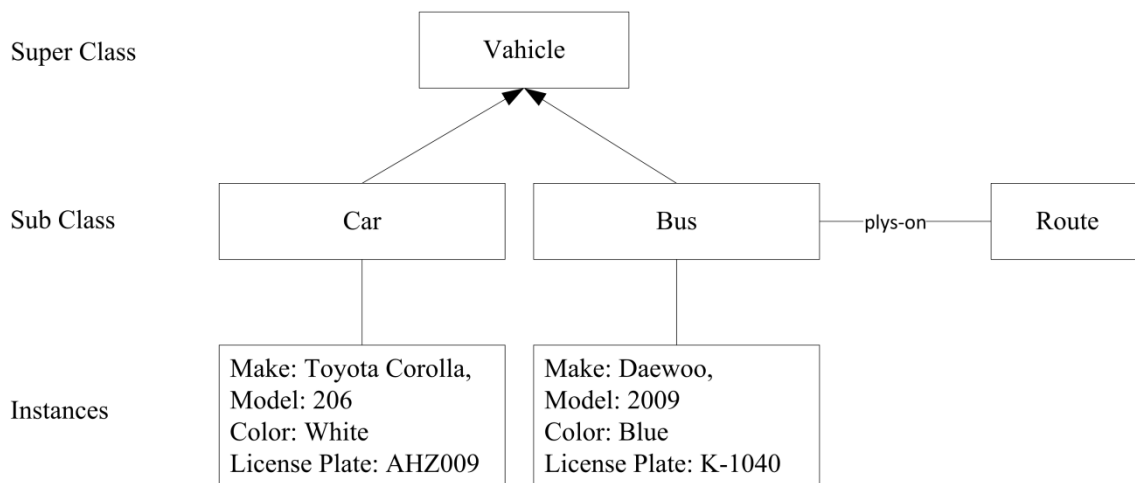 Super Class
Vahicle
Sub Class
Car
Bus
plys-on
Route
Instances
Make: Toyota Corolla,
Model: 206
Color: White
License Plate: AHZ009
Make: Daewoo,
Model: 2009
Color: Blue
License Plate: K-1040